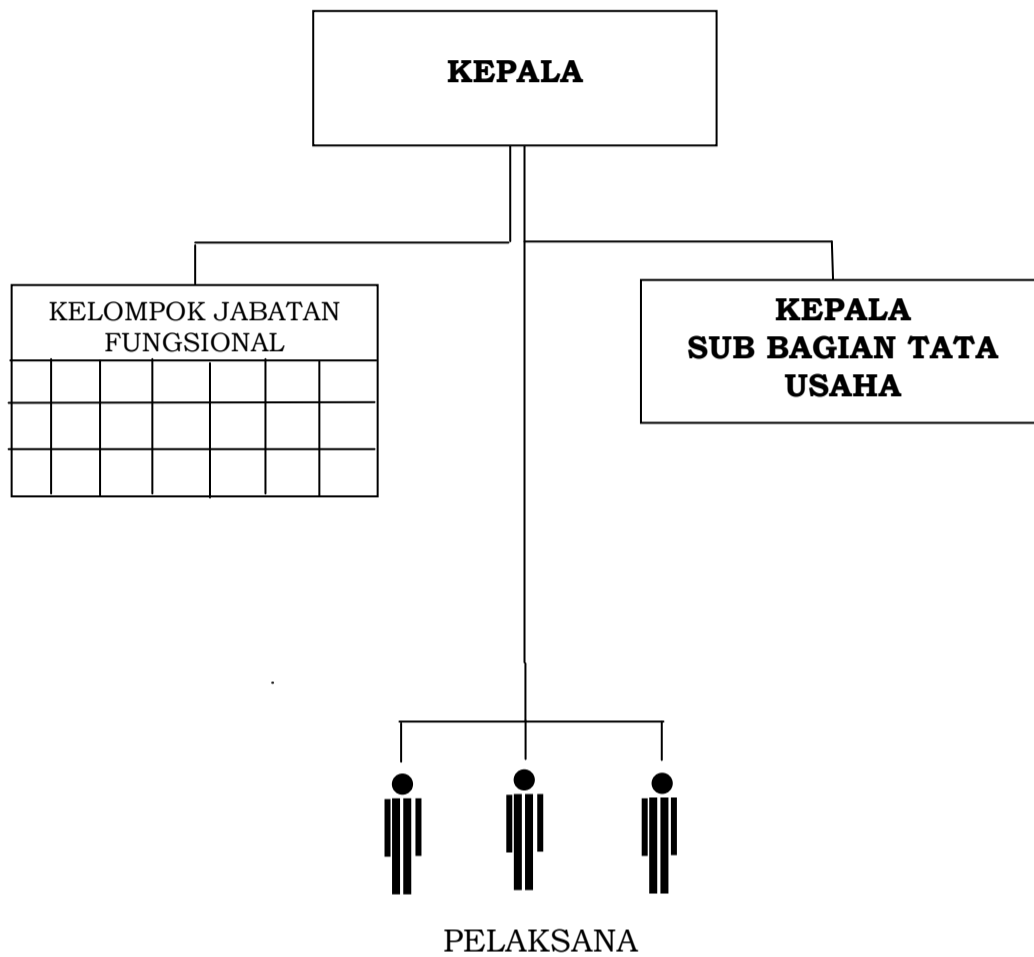 KEPALA
KELOMPOK JABATAN
FUNGSIONAL
KEPALA
SUB BAGIAN TATA
USAHA
PELAKSANA